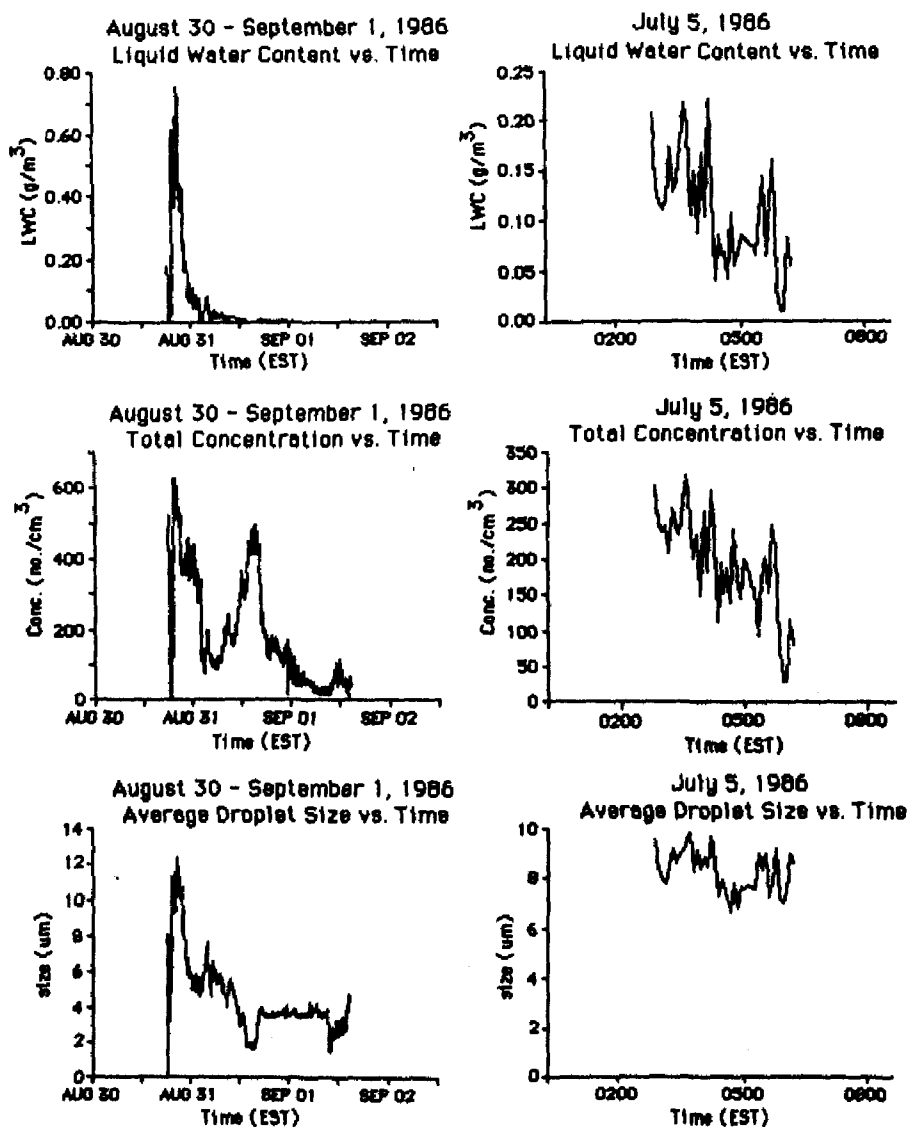 August 30 - September 1, 1986
Liquid Water Content vs. Time
0.80
0.60
0.40
0.20
0.00
LWC (g/m3)
AUG 30
AUG 31
SEP 01
SEP 02
Time (EST)
July 5, 1986
Liquid Water Content vs. Time
0.25
0.20
0.15
0.10
0.05
0.00
LWC (g/m3)
0200
0500
0800
Time (EST)
August 30 - September 1, 1986
Total Concentration vs. Time
600
400
200
0
Conc. (no./cm3)
AUG 30
AUG 31
SEP 01
SEP 02
Time (EST)
July 5, 1986
Total Concentration vs. Time
350
300
250
200
150
100
50
0
Conc. (no./cm3)
0200
0500
0800
Time (EST)
August 30 - September 1, 1986
Average Droplet Size vs. Time
14
12
10
8
6
4
2
0
size (um)
AUG 30
AUG 31
SEP 01
SEP 02
Time (EST)
July 5, 1986
Average Droplet Size vs. Time
10
8
6
4
2
0
size (um)
0200
0500
0800
Time (EST)